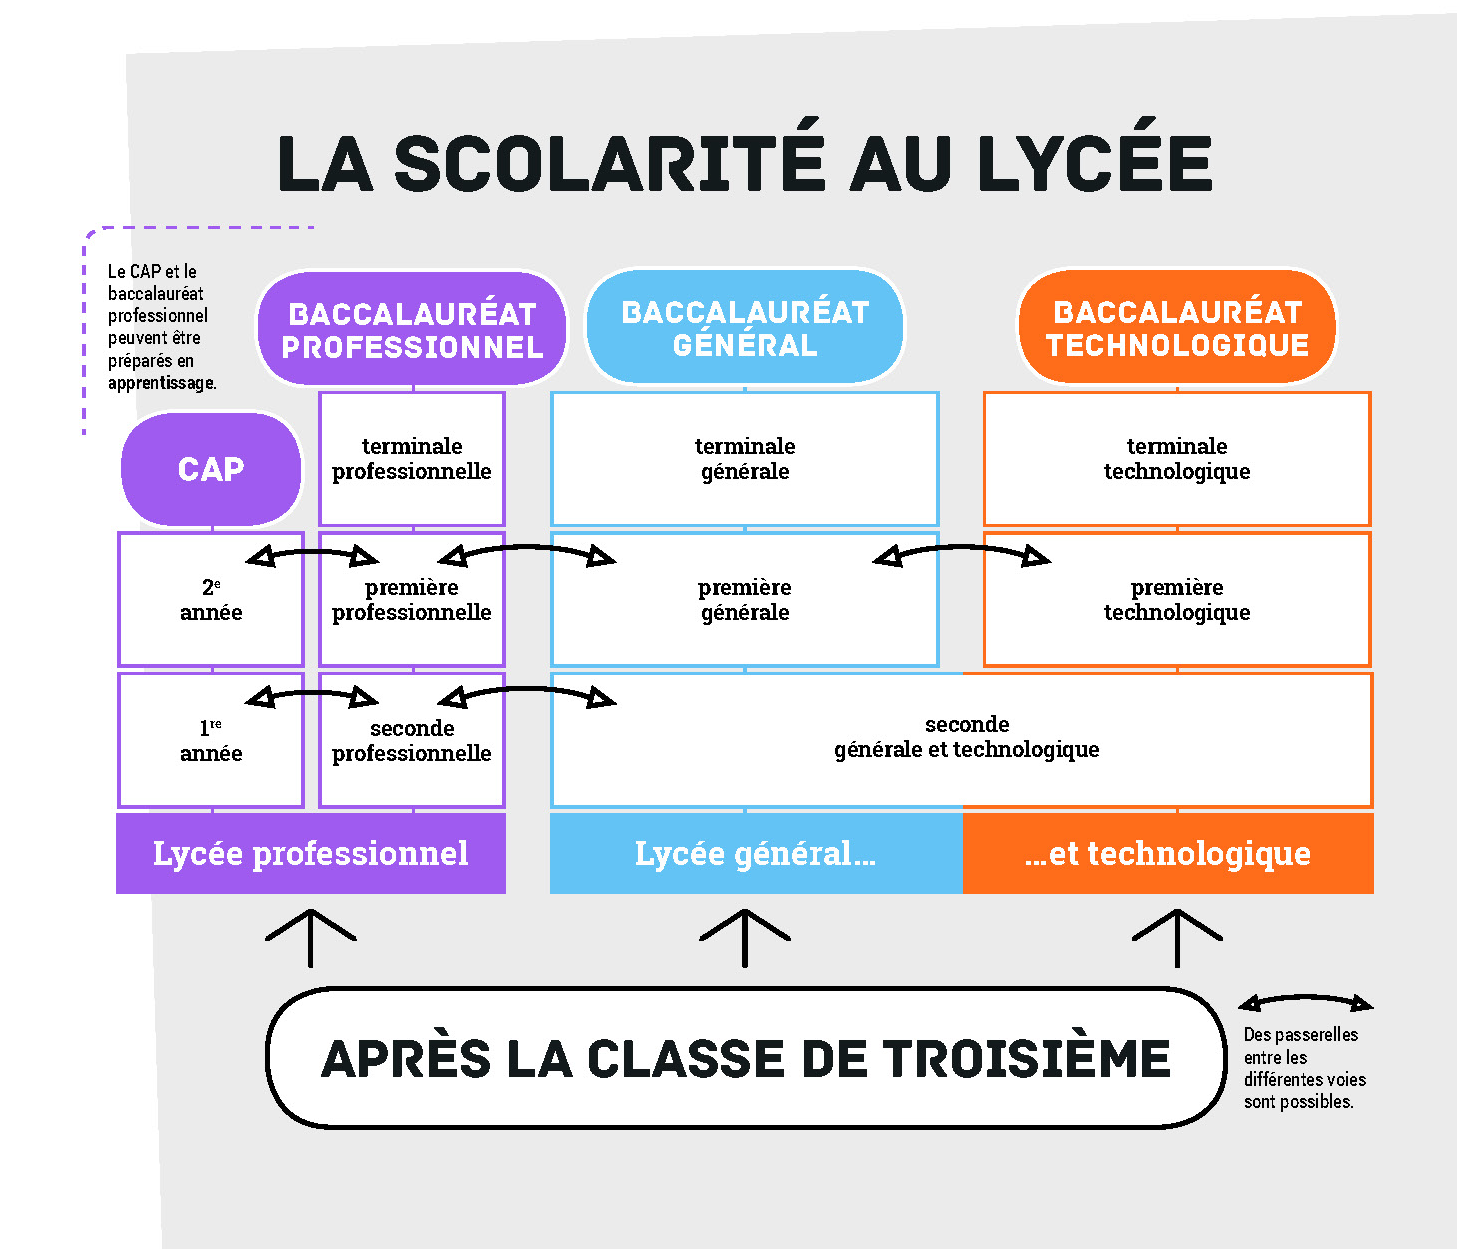 LA SCOLARITÉ AU LYCÉE
Le CAP et le
baccalauréat
professionnel
peuvent être
préparés en
apprentissage.
BACCALAURÉAT
PROFESSIONNEL
BACCALAURÉAT
GÉNÉRAL
BACCALAURÉAT
TECHNOLOGIQUE
CAP
terminale
professionnelle
terminale
générale
terminale
technologique
2e
année
première
professionnelle
première
générale
première
technologique
1re
année
seconde
professionnelle
seconde
générale et technologique
Lycée professionnel
Lycée général...
...et technologique
APRÈS LA CLASSE DE TROISIÈME
Des passerelles
entre les
différentes voies
sont possibles.